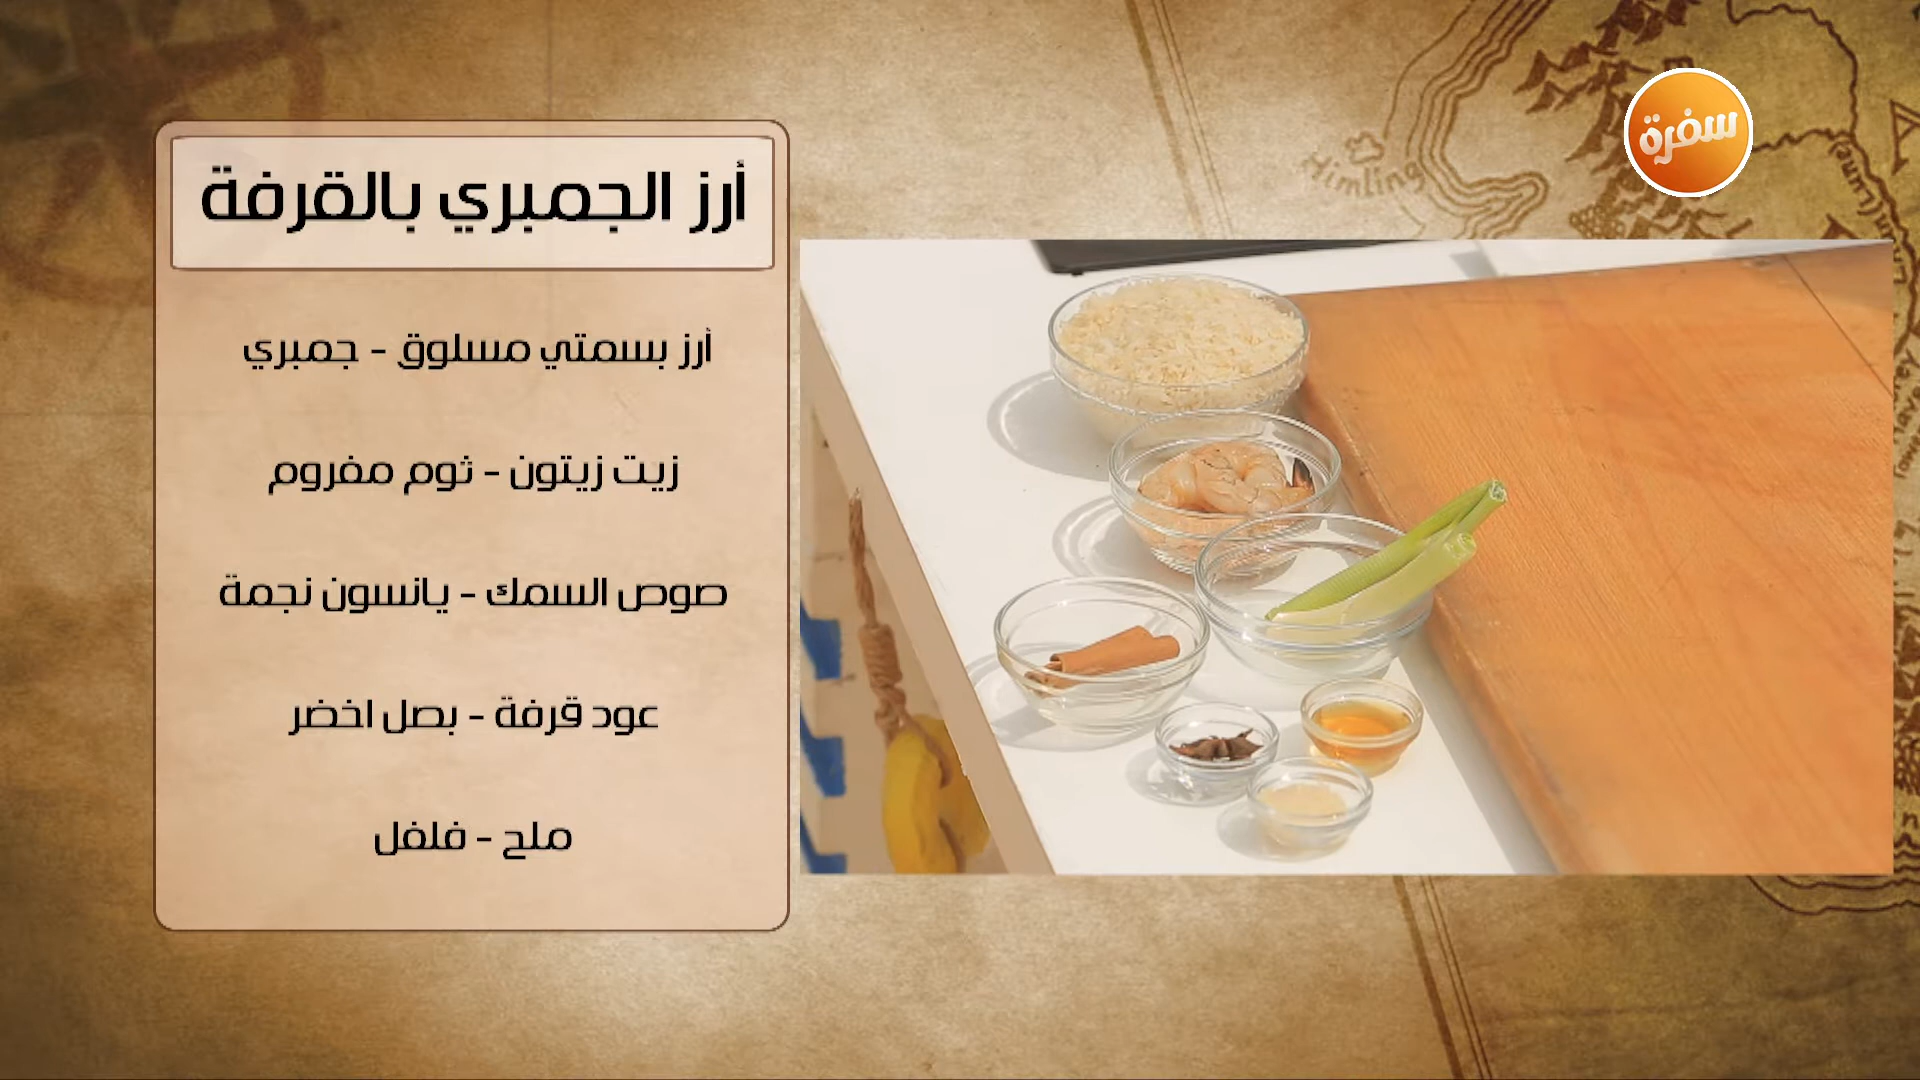 سفرة
أرز الجمبري بالقرفة
أرز بسمتي مسلوق - جمبري
زيت زيتون - ثوم مفروم
صوص السمك - يانسون نجمة
عود قرفة - بصل اخضر
ملح - فلفل
Himling